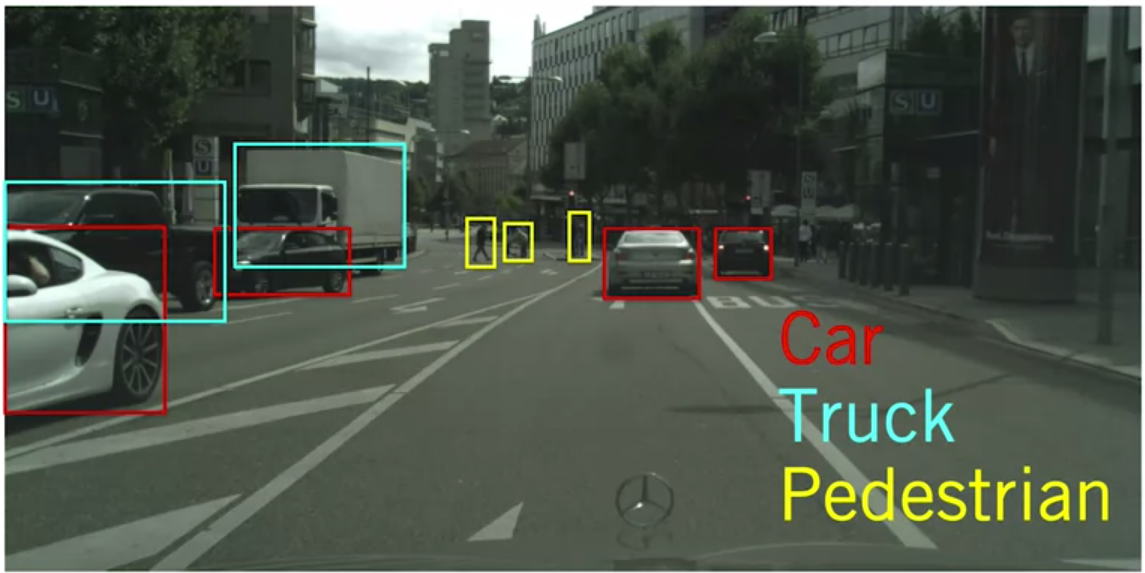 S U
S
U
S U
S
U
BUS
Car
Truck
Pedestrian